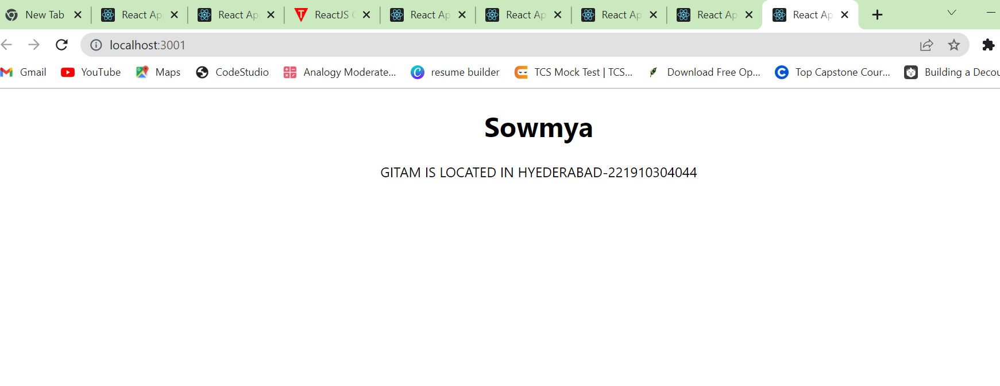 New Tab React Ap React Ap ReactJS React Ap React Ap React Ap React Ap React Ap
localhost:3001
Gmail YouTube Maps CodeStudio Analogy Moderate... resume builder TCS Mock Test | TCS... Download Free Op... Top Capstone Cour... Building a Decou
Sowmya
GITAM IS LOCATED IN HYEDERABAD-221910304044